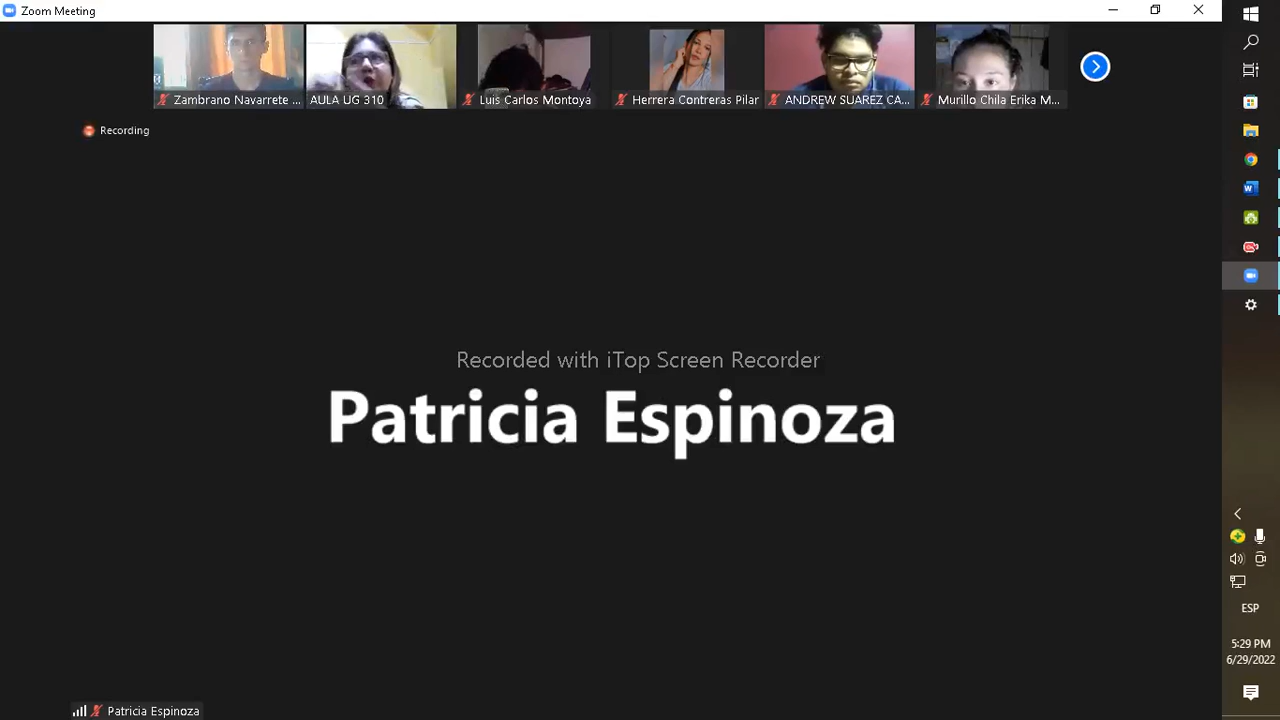 Zoom Meeting
Zambrano Navarrete ...
AULA UG 310
Luis Carlos Montoya
Herrera Contreras Pilar
ANDREW SUAREZ CA...
Murillo Chila Erika M...
Recording
Recorded with iTop Screen Recorder
Patricia Espinoza
ESP
5:29 PM
6/29/2022
Patricia Espinoza